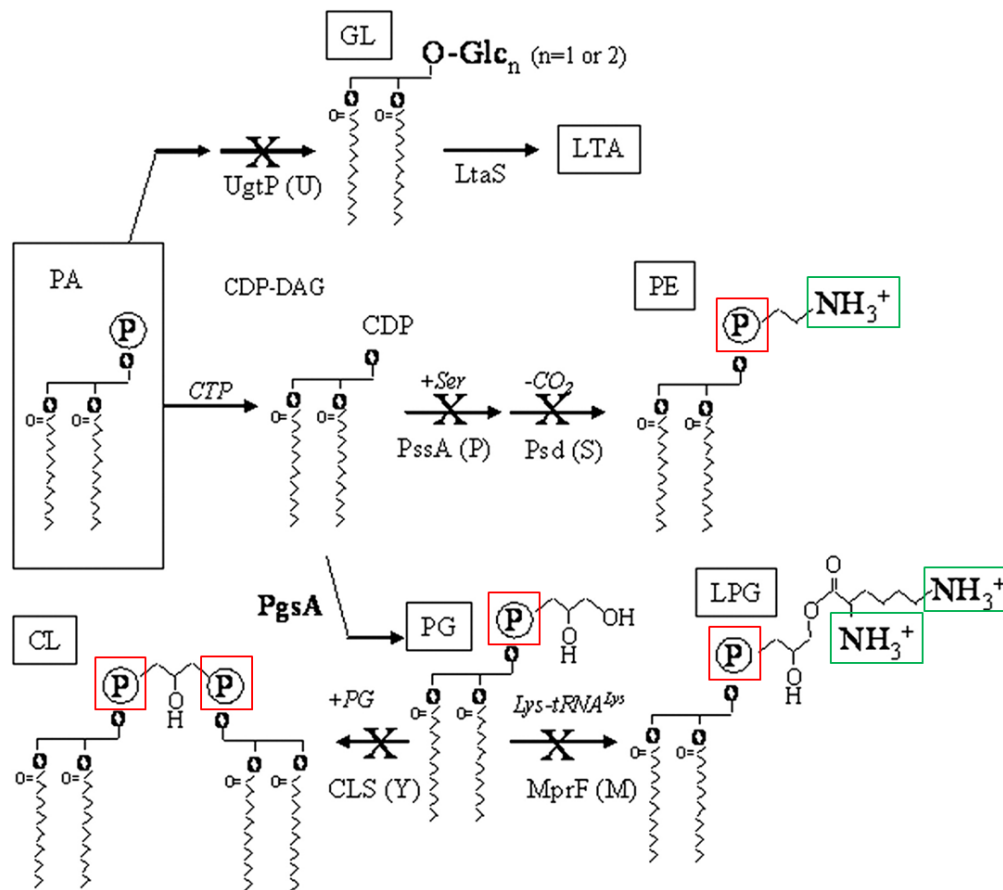 GL
O-Glcn (n=1 or 2)
O
O
O=
O=
UgtP (U)
LtaS
LTA
PA
P
O
O
O
O=
O=
CTP
CDP-DAG
CDP
O
O
O
O=
O=
+Ser
-CO2
PssA (P)
Psd (S)
PE
P
NH3+
O
O
O
O=
O=
PgsA
PG
P
OH
O
H
O
O
O
O=
O=
CL
P
P
O
H
O
O
O
O
O
O
O=
O=
O=
O=
+PG
CLS (Y)
Lys-tRNALys
MprF (M)
LPG
O
O
NH3+
NH3+
P
O
H
O
O
O
O=
O=